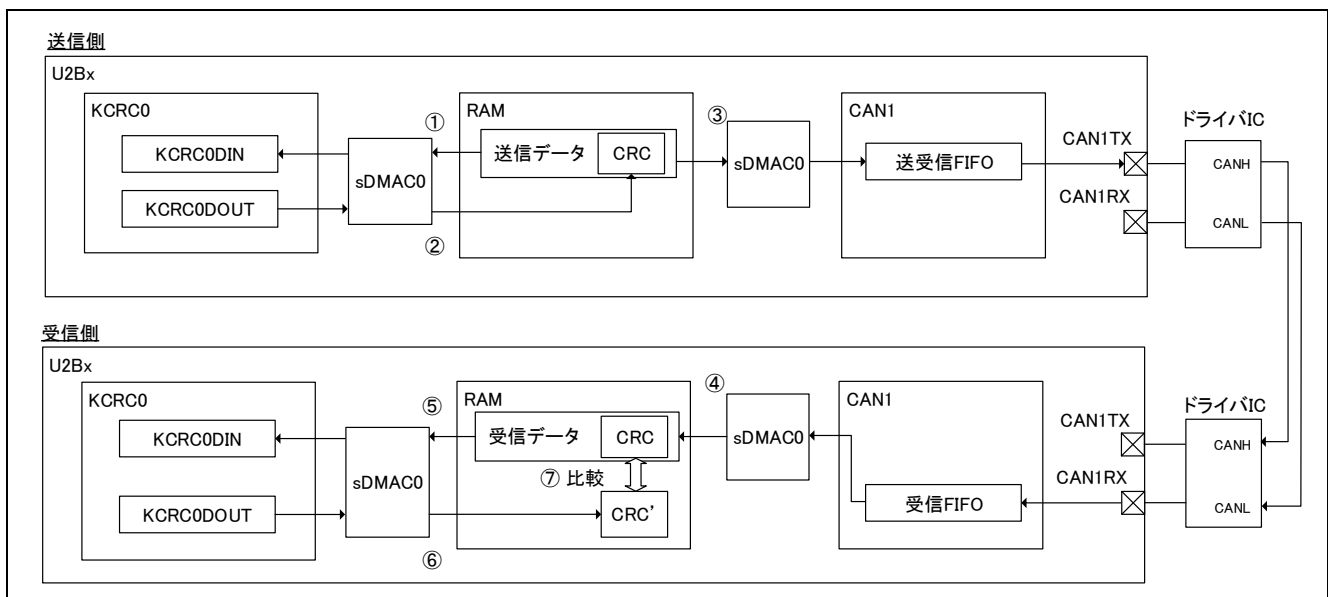 送信側
U2Bx
KCRC0
KCRC0DIN
KCRC0DOUT
①
②
sDMAC0
RAM
送信データ
CRC
③
sDMAC0
CAN1
送受信FIFO
CAN1TX
CAN1RX
ドライバIC
CANH
CANL
受信側
U2Bx
KCRC0
KCRC0DIN
KCRC0DOUT
⑤
⑥
sDMAC0
RAM
受信データ
CRC
⑦ 比較
CRC'
④
sDMAC0
CAN1
受信FIFO
CAN1TX
CAN1RX
ドライバIC
CANH
CANL